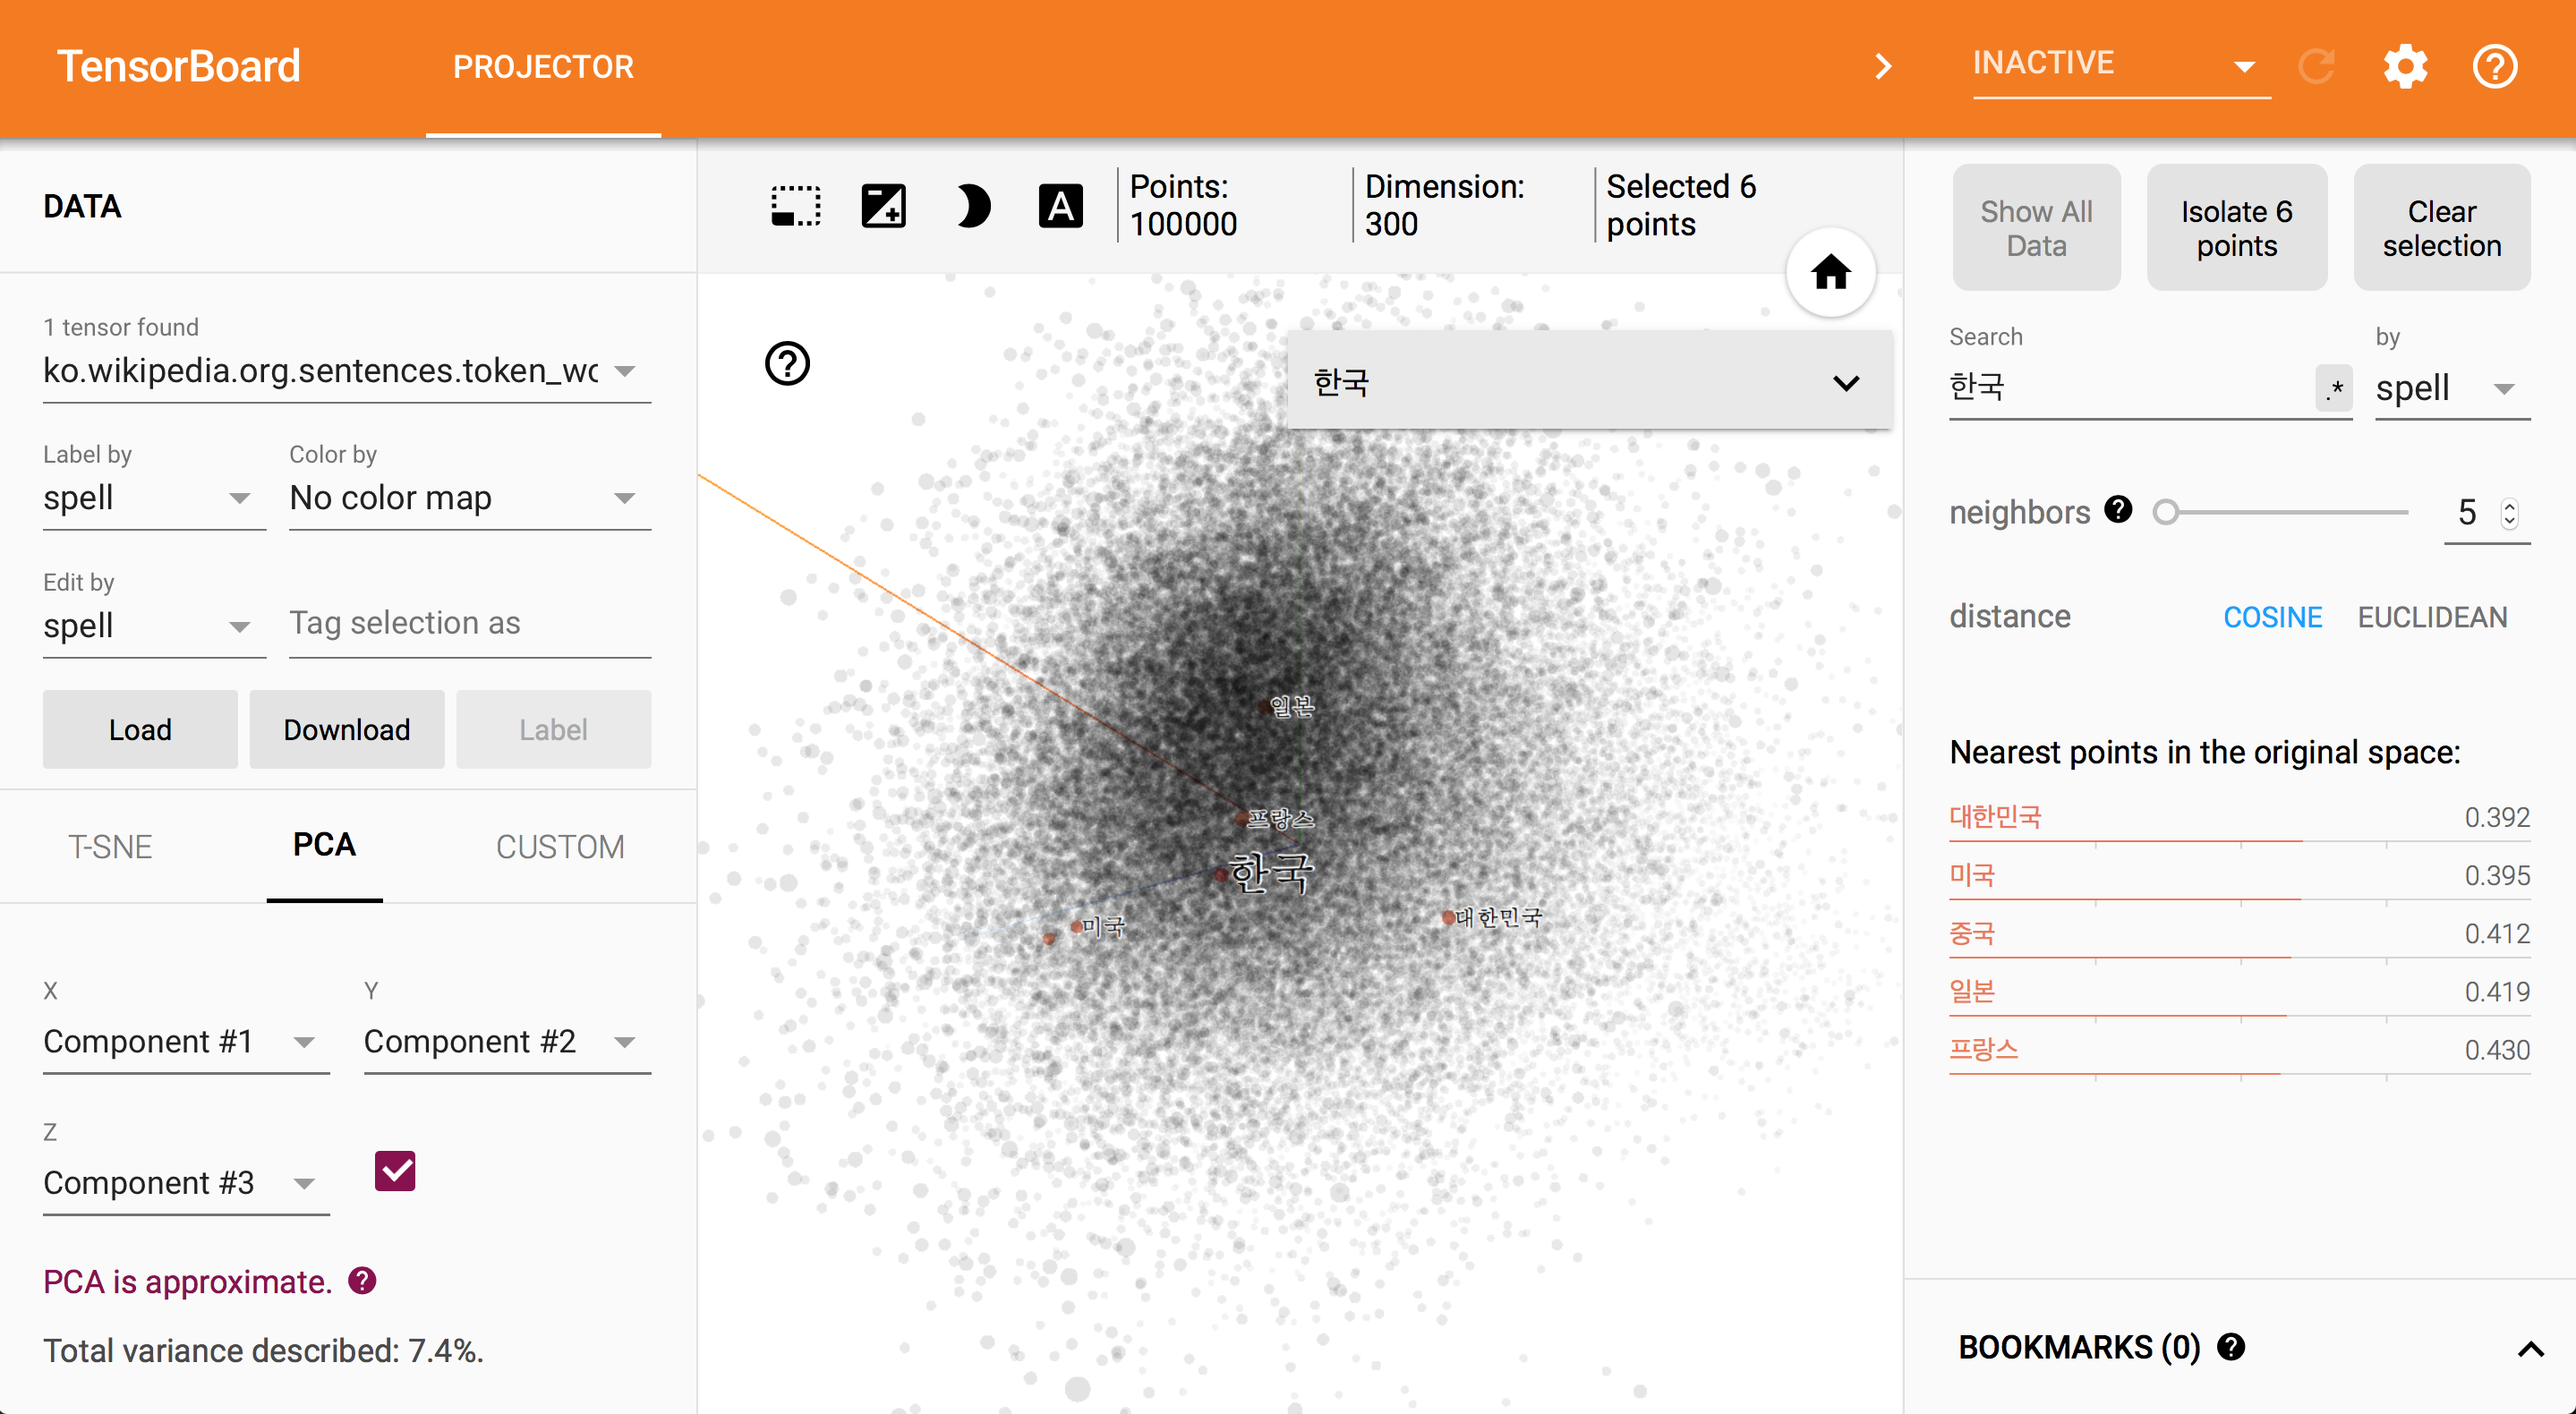 TensorBoard
PROJECTOR
INACTIVE
DATA
1 tensor found
ko.wikipedia.org.sentences.token_wc
Label by
spell
Color by
No color map
Edit by
spell
Tag selection as
Load
Download
Label
T-SNE
PCA
CUSTOM
X
Component #1
Y
Component #2
Z
Component #3
PCA is approximate.
Total variance described: 7.4%.
A
Points:
100000
Dimension:
300
Selected 6
points
한국
일본
프랑스
한국
미국
대한민국
Show All
Data
Isolate 6
points
Clear
selection
Search
한국
.*
by
spell
neighbors
5
distance
COSINE
EUCLIDEAN
Nearest points in the original space:
대한민국 0.392
미국 0.395
중국 0.412
일본 0.419
프랑스 0.430
BOOKMARKS (0)